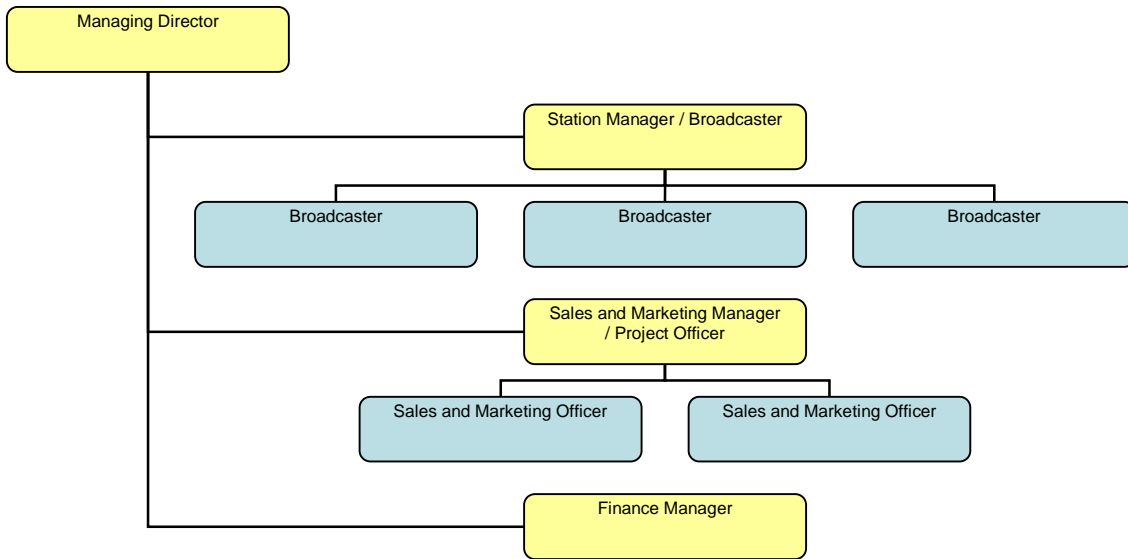 Managing Director
Station Manager / Broadcaster
Broadcaster
Broadcaster
Broadcaster
Sales and Marketing Manager
/ Project Officer
Sales and Marketing Officer
Sales and Marketing Officer
Finance Manager